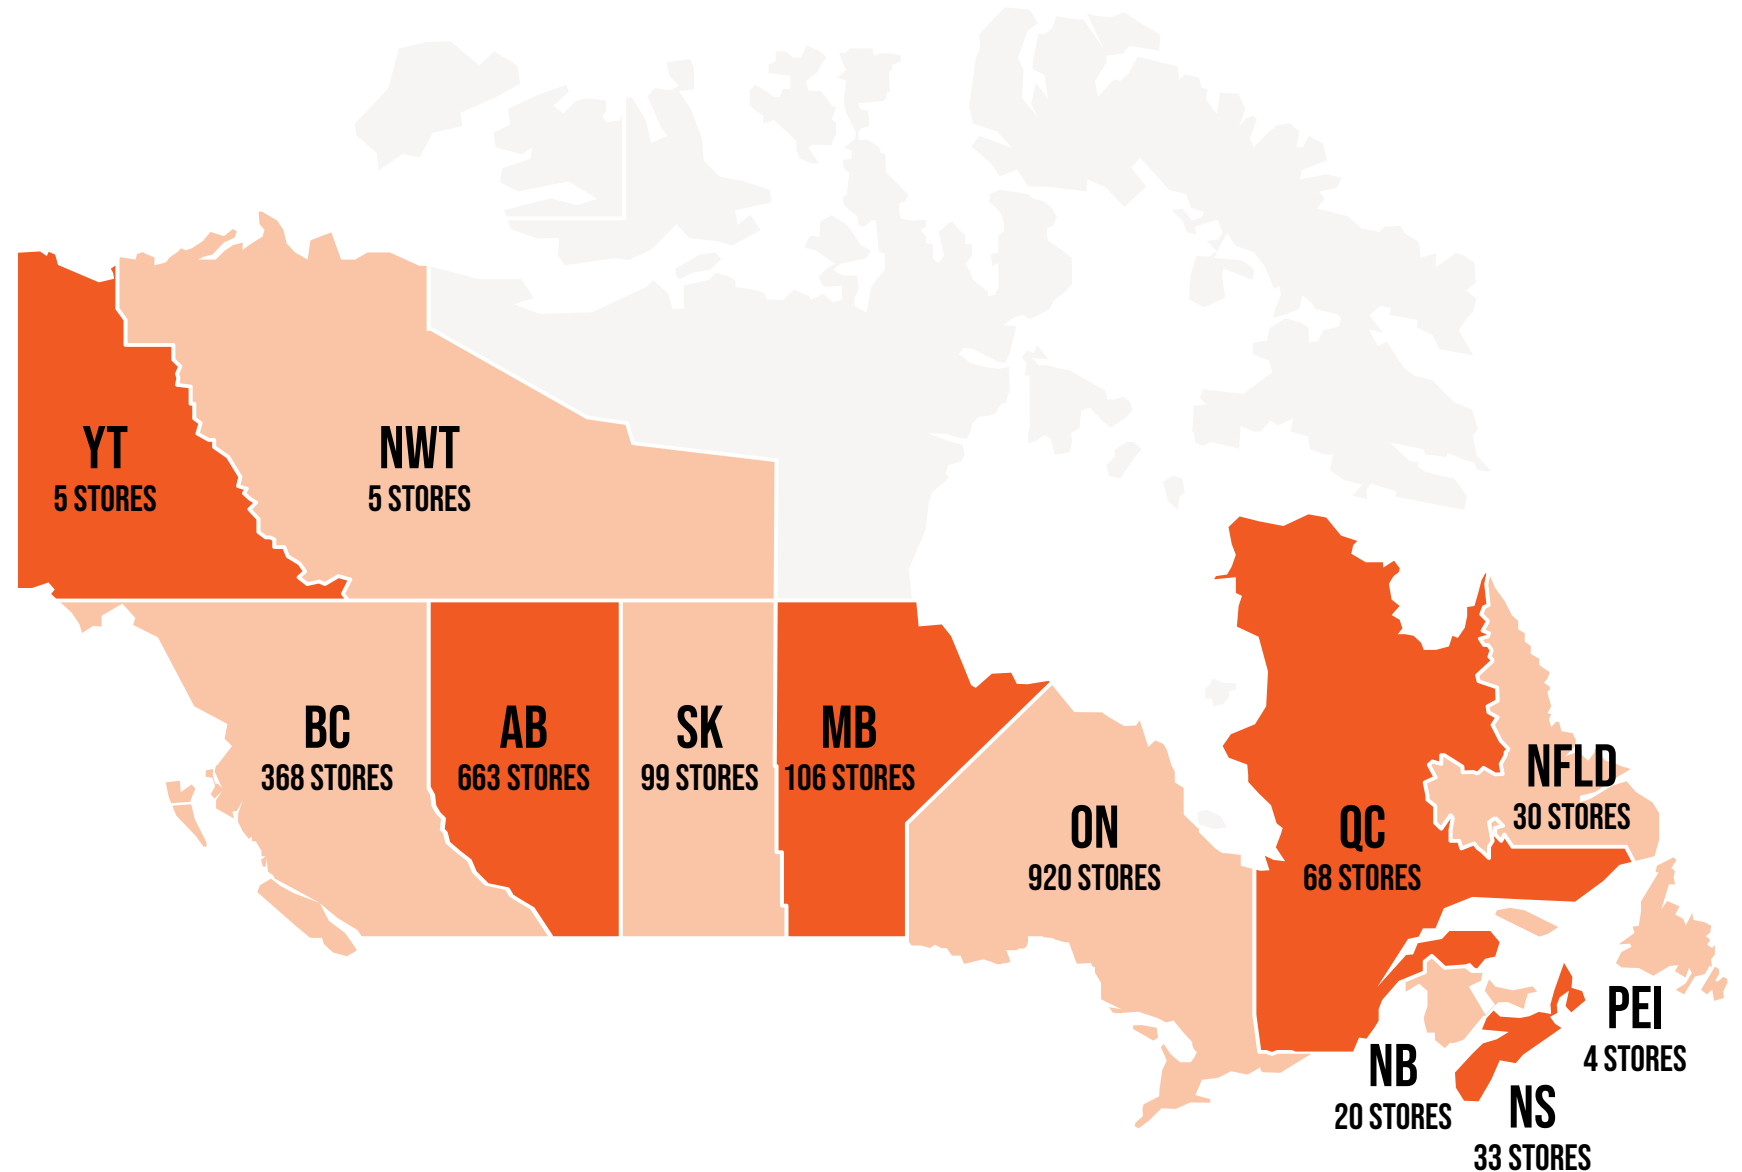 YT
5 STORES
NWT
5 STORES
BC
368 STORES
AB
663 STORES
SK
99 STORES
MB
106 STORES
ON
920 STORES
QC
68 STORES
NFLD
30 STORES
PEI
4 STORES
NB
20 STORES
NS
33 STORES